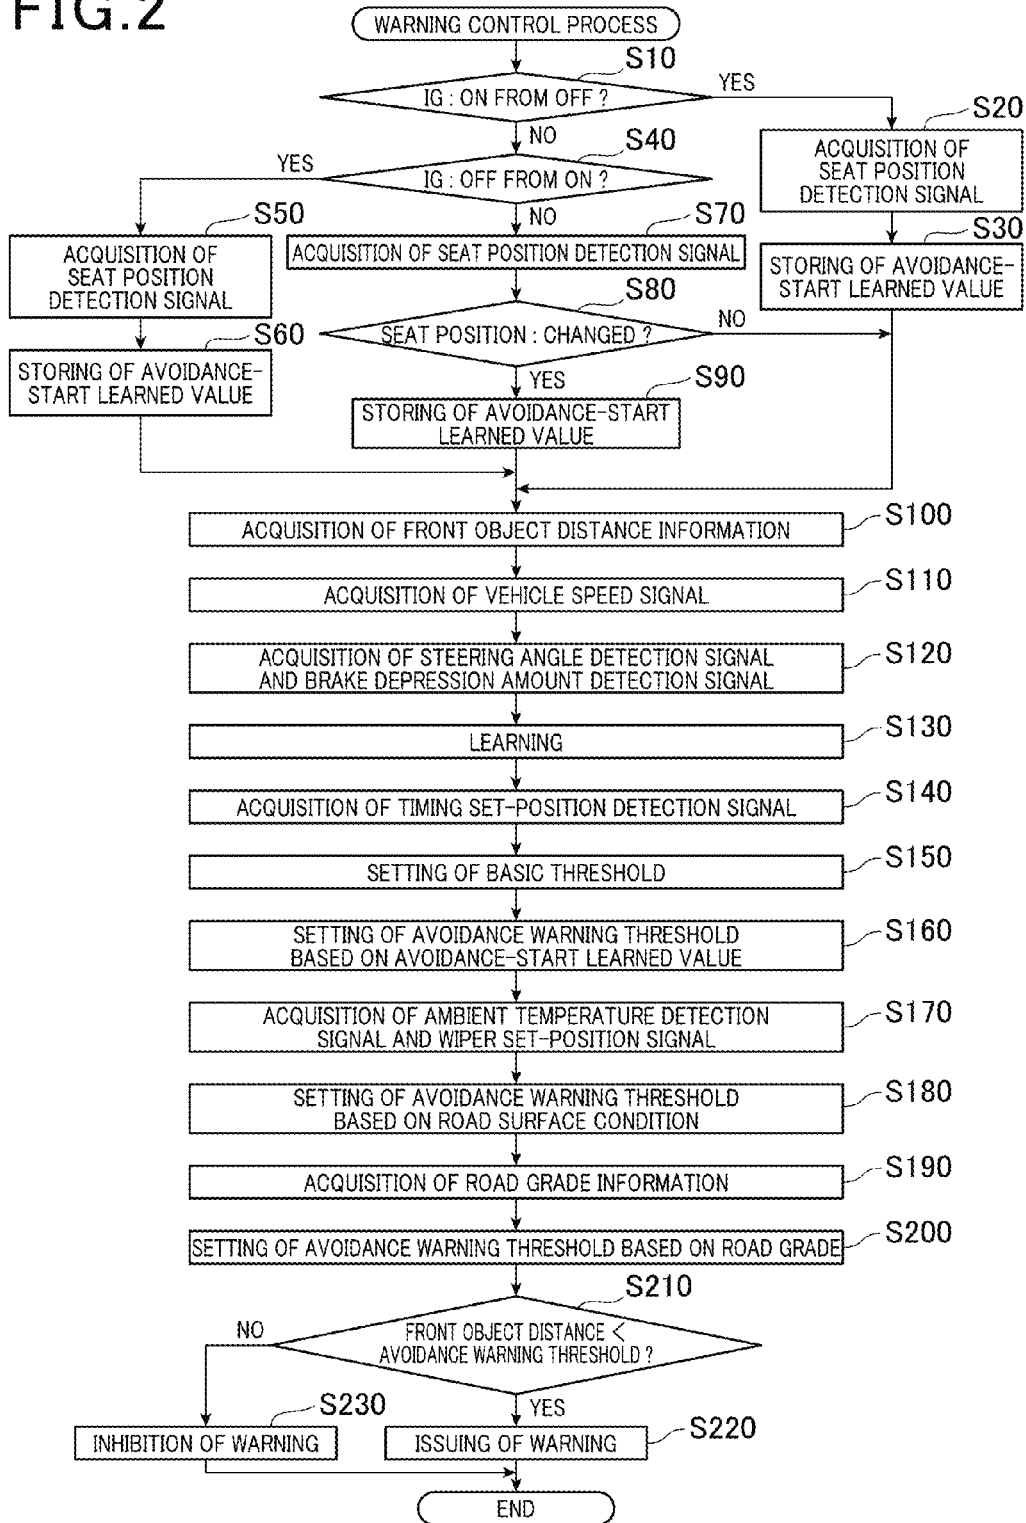 FIG.2
WARNING CONTROL PROCESS
S10
IG : ON FROM OFF ?
YES
NO
S20
ACQUISITION OF
SEAT POSITION
DETECTION SIGNAL
S40
IG : OFF FROM ON ?
YES
NO
S30
STORING OF AVOIDANCE-
START LEARNED VALUE
S50
ACQUISITION OF
SEAT POSITION
DETECTION SIGNAL
S70
ACQUISITION OF SEAT POSITION DETECTION SIGNAL
S80
SEAT POSITION : CHANGED ?
NO
YES
S60
STORING OF AVOIDANCE-
START LEARNED VALUE
S90
STORING OF AVOIDANCE-START
LEARNED VALUE
ACQUISITION OF FRONT OBJECT DISTANCE INFORMATION
S100
ACQUISITION OF VEHICLE SPEED SIGNAL
S110
ACQUISITION OF STEERING ANGLE DETECTION SIGNAL
AND BRAKE DEPRESSION AMOUNT DETECTION SIGNAL
S120
LEARNING
S130
ACQUISITION OF TIMING SET-POSITION DETECTION SIGNAL
S140
SETTING OF BASIC THRESHOLD
S150
SETTING OF AVOIDANCE WARNING THRESHOLD
BASED ON AVOIDANCE-START LEARNED VALUE
S160
ACQUISITION OF AMBIENT TEMPERATURE DETECTION
SIGNAL AND WIPER SET-POSITION SIGNAL
S170
SETTING OF AVOIDANCE WARNING THRESHOLD
BASED ON ROAD SURFACE CONDITION
S180
ACQUISITION OF ROAD GRADE INFORMATION
S190
SETTING OF AVOIDANCE WARNING THRESHOLD BASED ON ROAD GRADE
S200
S210
FRONT OBJECT DISTANCE <
AVOIDANCE WARNING THRESHOLD ?
NO
YES
S230
INHIBITION OF WARNING
ISSUING OF WARNING
S220
END